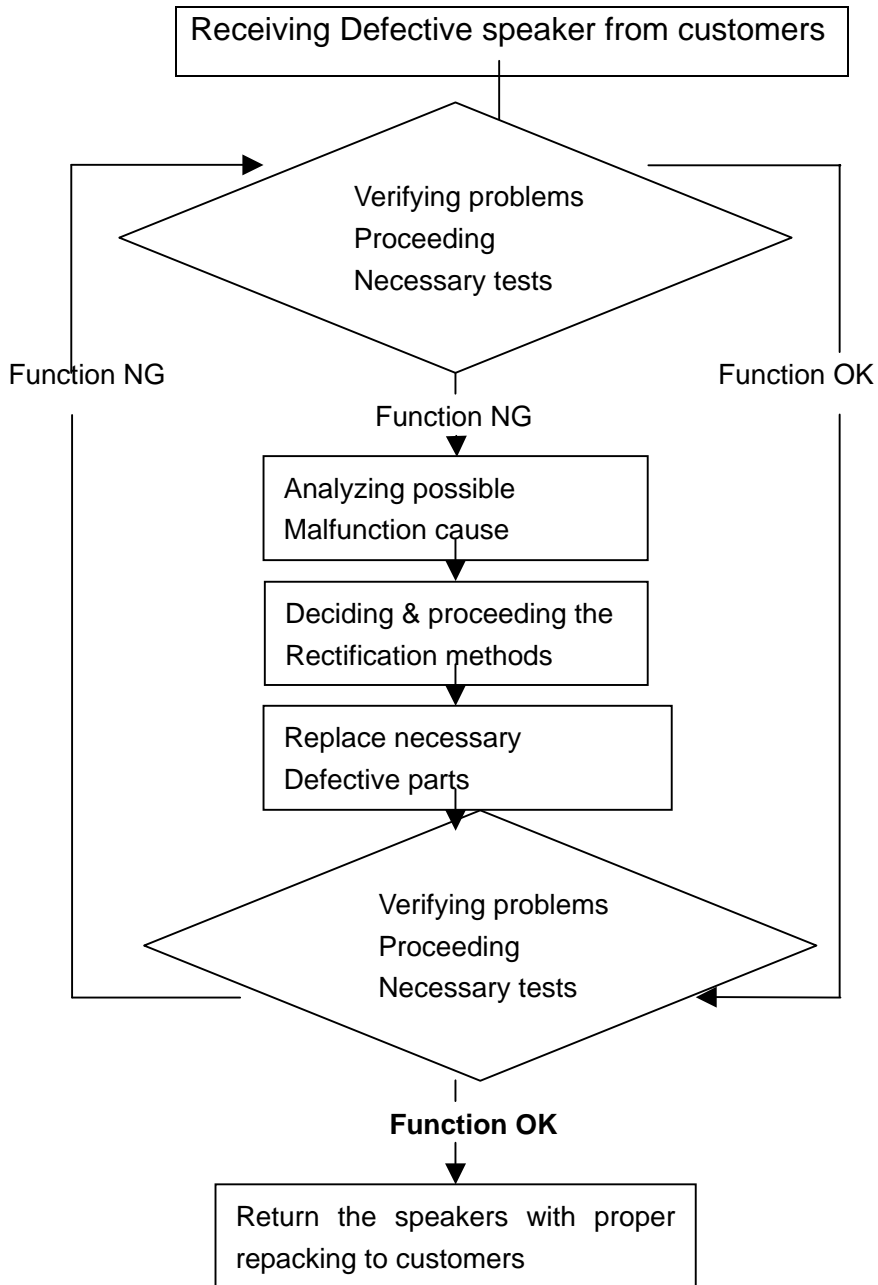 Receiving Defective speaker from customers
Verifying problems
Proceeding
Necessary tests
Function NG
Function OK
Function NG
Analyzing possible
Malfunction cause
Deciding & proceeding the
Rectification methods
Replace necessary
Defective parts
Verifying problems
Proceeding
Necessary tests
Function OK
Return the speakers with proper
repacking to customers